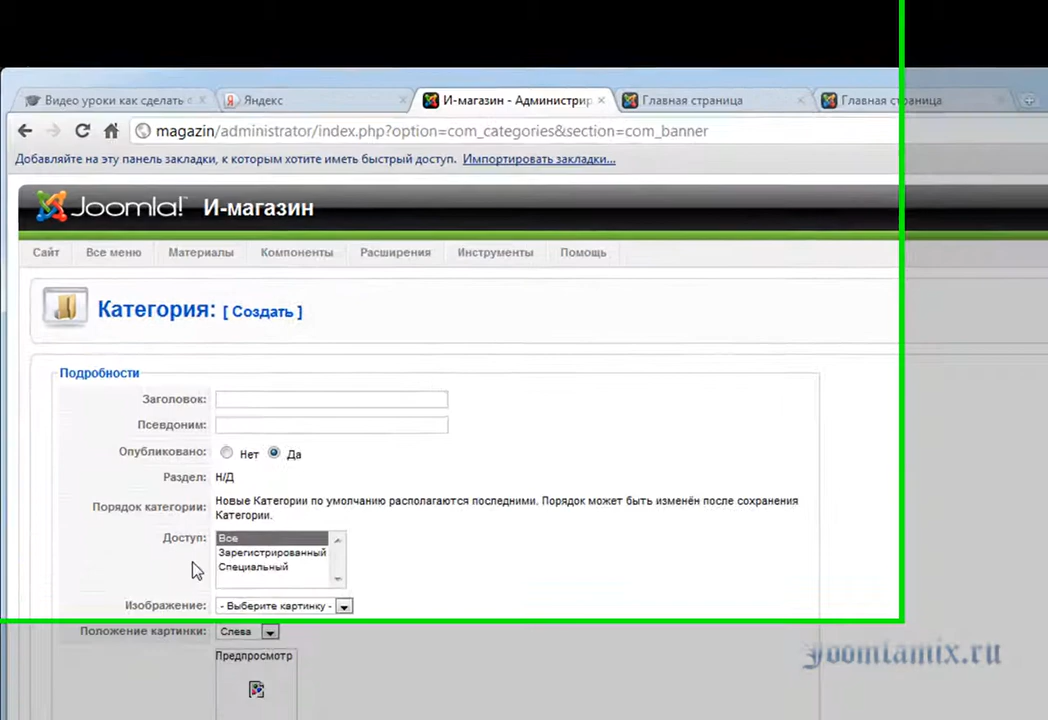 Видео уроки как сделать с
Яндекс
И-магазин - Администрир
Главная страница
Главная страница
magazin/administrator/index.php?option=com_categories&section=com_banner
Добавляйте на эту панель закладки, к которым хотите иметь быстрый доступ. Импортировать закладки...
Joomla! И-магазин
Сайт Все меню Материалы Компоненты Расширения Инструменты Помощь
Категория: [ Создать ]
Подробности
Заголовок:
Псевдоним:
Опубликовано: Нет Да
Раздел: Н/Д
Порядок категории: Новые Категории по умолчанию располагаются последними. Порядок может быть изменён после сохранения
Категории.
Доступ: Все
Зарегистрированный
Специальный
Изображение: - Выберите картинку -
Положение картинки: Слева
Предпросмотр
Joomlamix.ru